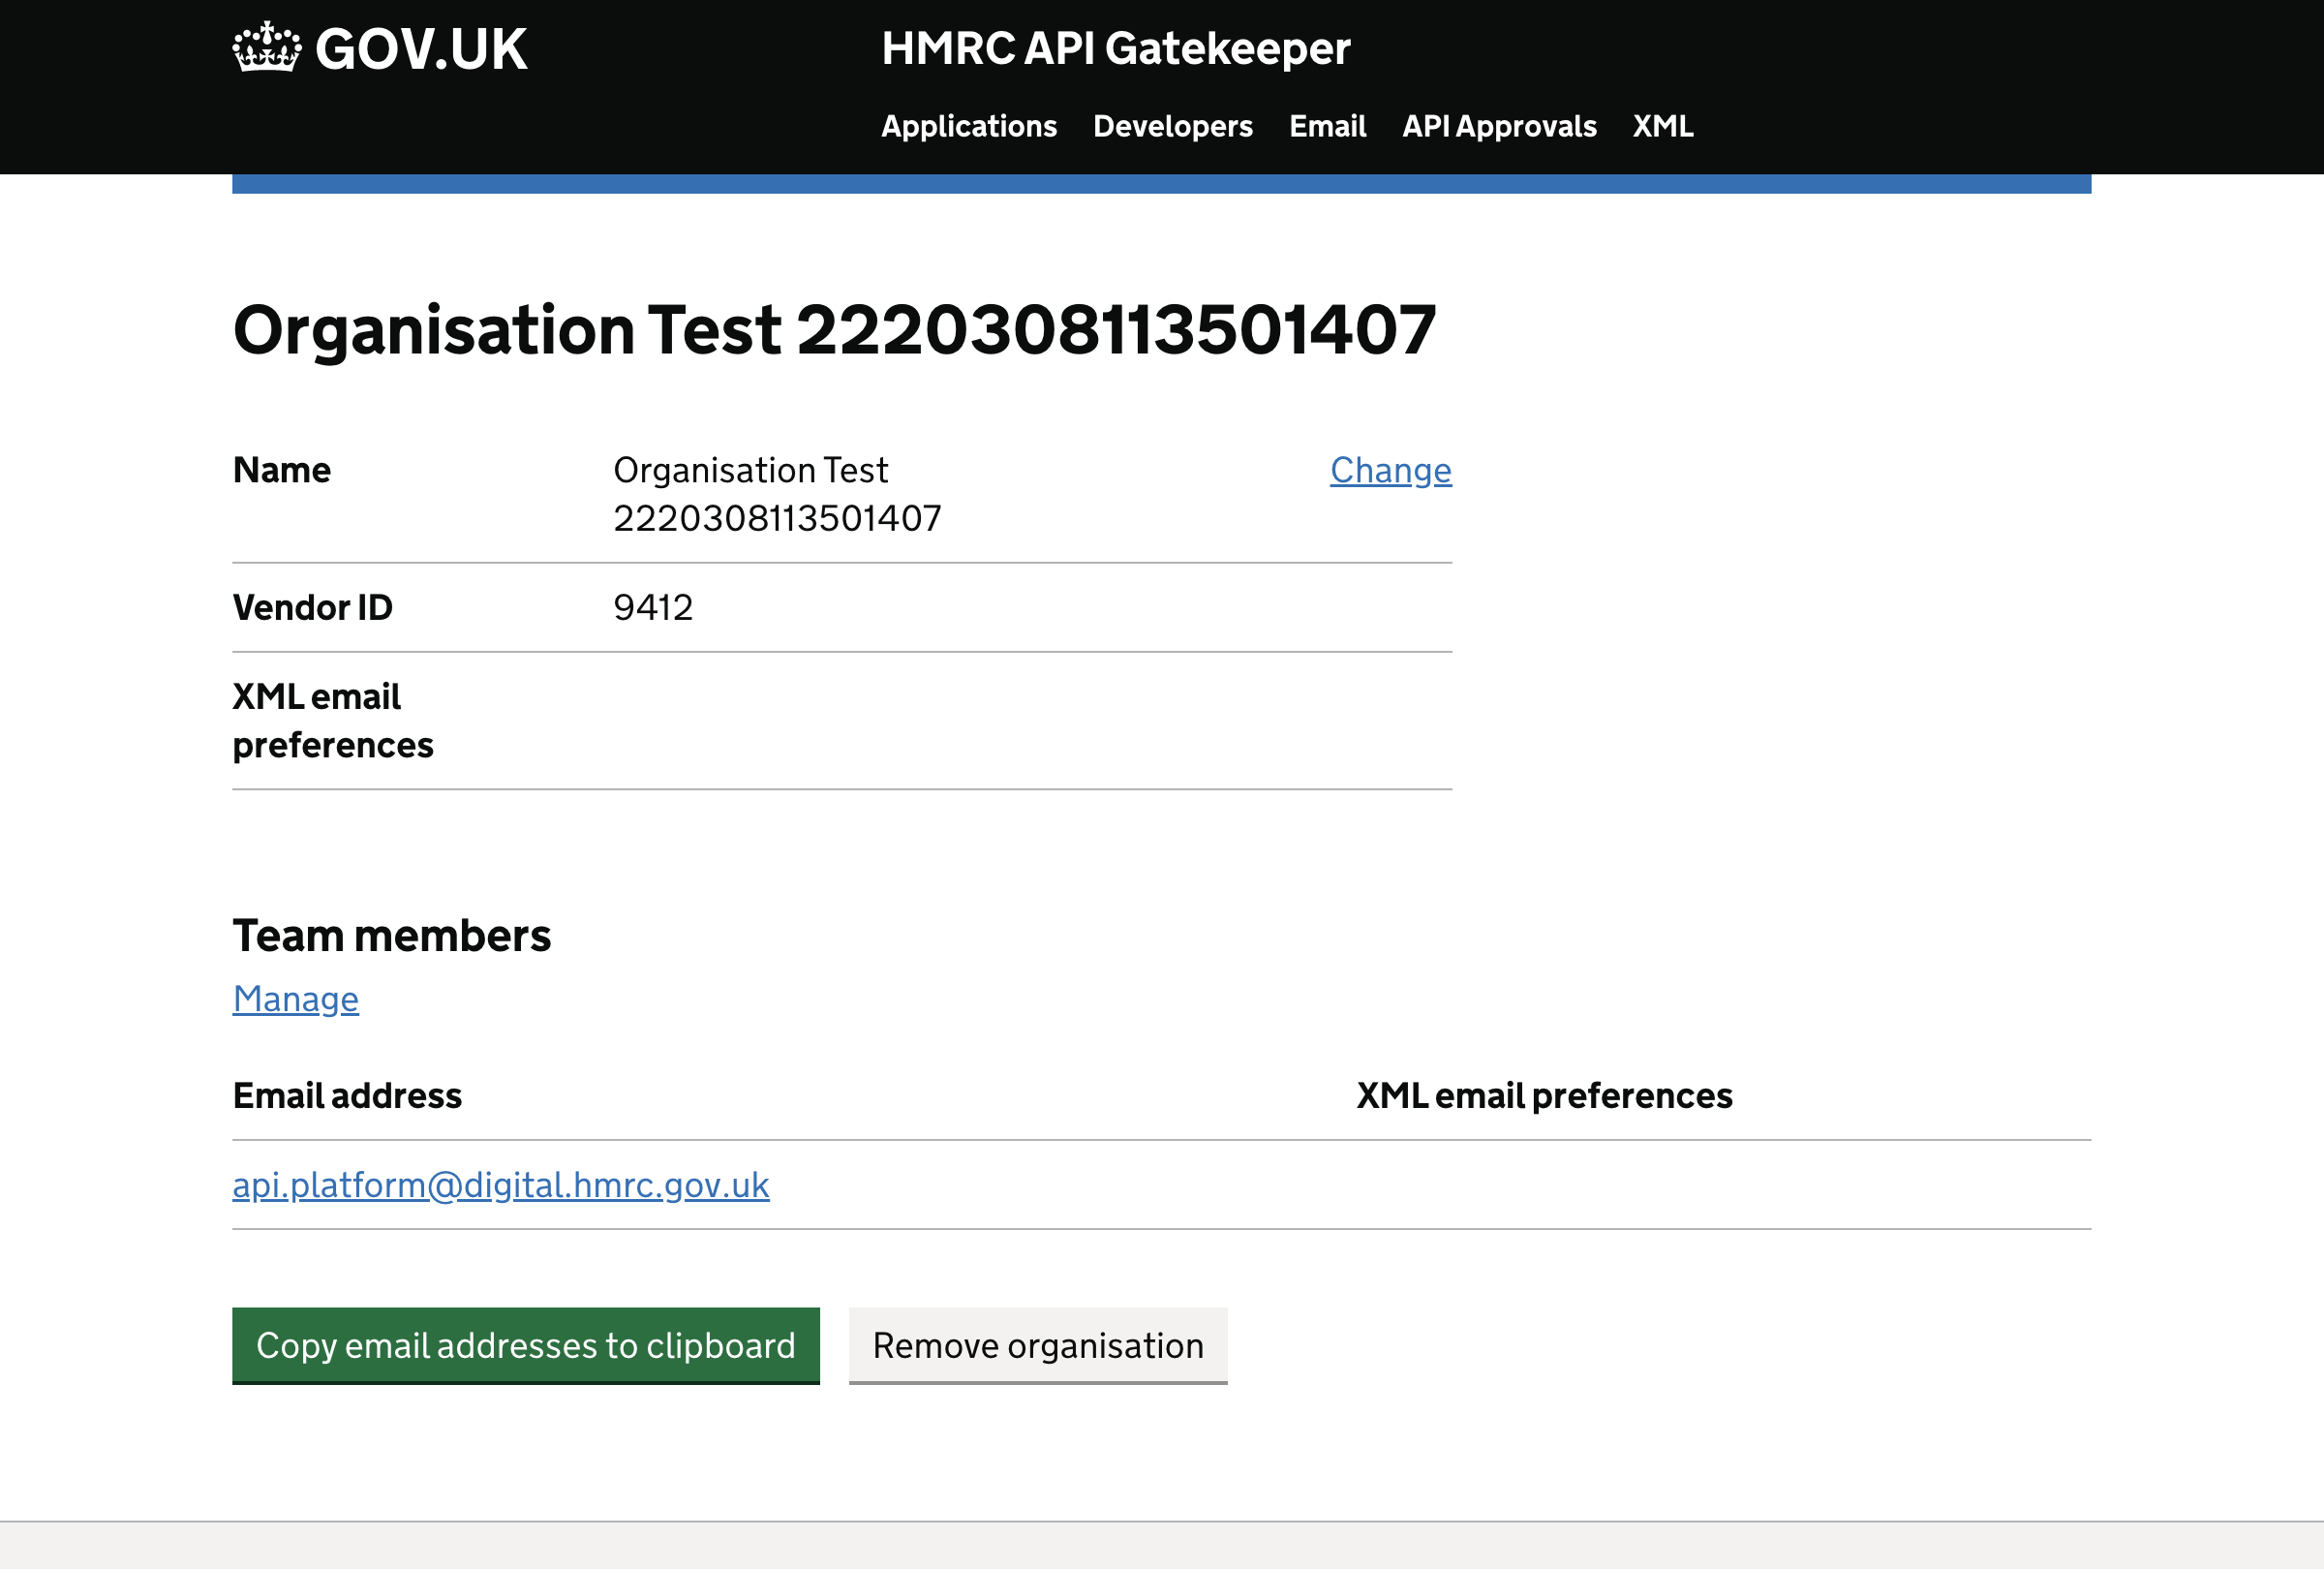 GOV.UK
HMRC API Gatekeeper
Applications Developers Email API Approvals XML
Organisation Test 2220308113501407
Name
Organisation Test
2220308113501407
Change
Vendor ID
9412
XML email
preferences
Team members
Manage
Email address
XML email preferences
api.platform@digital.hmrc.gov.uk
Copy email addresses to clipboard
Remove organisation